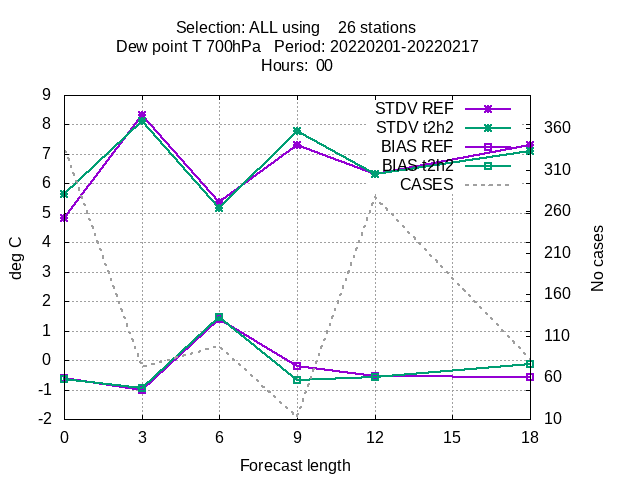 Selection: ALL using    26 stations
Dew point T 700hPa   Period: 20220201-20220217
Hours:  00
STDV REF
STDV t2h2
BIAS REF
BIAS t2h2
CASES
deg C
9
8
7
6
5
4
3
2
1
0
-1
-2
360
310
260
210
160
110
60
10
No cases
0 3 6 9 12 15 18
Forecast length